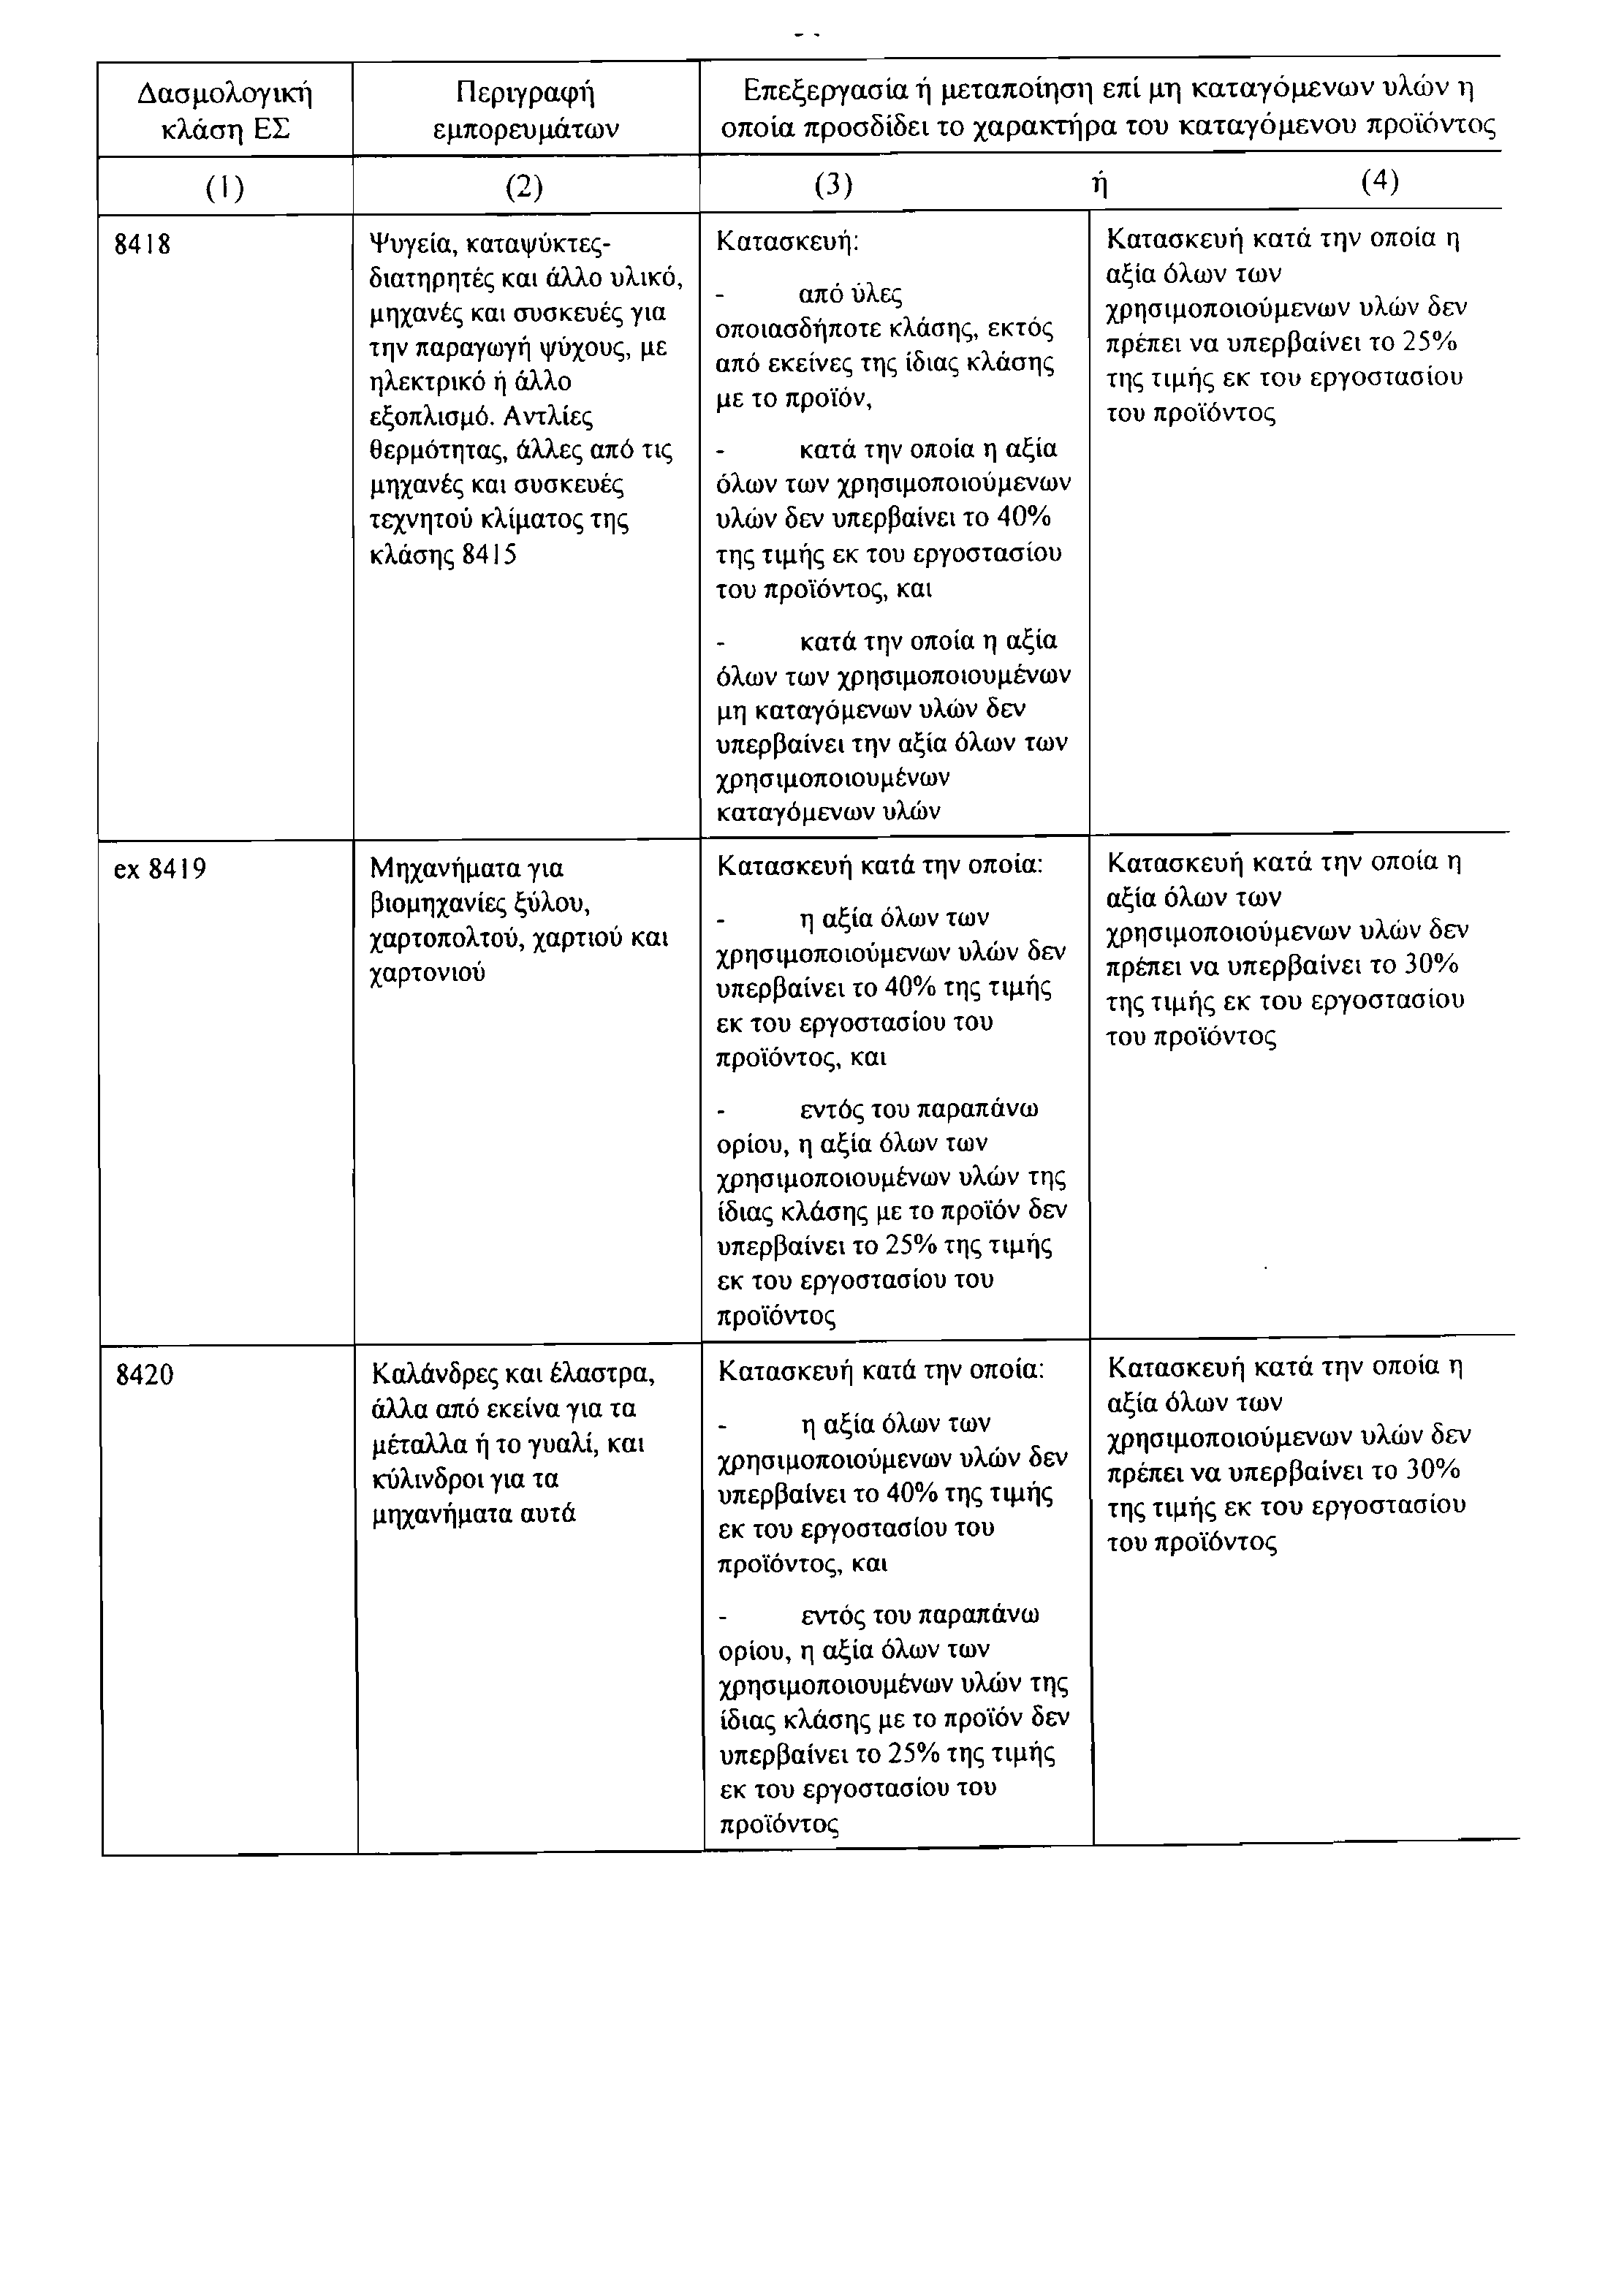 Δασμολογική
κλάση ΕΣ
Περιγραφή
εμπορευμάτων
Επεξεργασία ή μεταποίηση επί μη καταγόμενων υλών η
οποία προσδίδει το χαρακτήρα του καταγόμενου προϊόντος
(1)
(2)
(3) ή (4)
8418
Ψυγεία, καταψύκτες-
διατηρητές και άλλο υλικό,
μηχανές και συσκευές για
την παραγωγή ψύχους, με
ηλεκτρικό ή άλλο
εξοπλισμό. Αντλίες
θερμότητας, άλλες από τις
μηχανές και συσκευές
τεχνητού κλίματος της
κλάσης 8415
Κατασκευή:
- από ύλες
οποιασδήποτε κλάσης, εκτός
από εκείνες της ίδιας κλάσης
με το προϊόν,
- κατά την οποία η αξία
όλων των χρησιμοποιούμενων
υλών δεν υπερβαίνει το 40%
της τιμής εκ του εργοστασίου
του προϊόντος, και
- κατά την οποία η αξία
όλων των χρησιμοποιουμένων
μη καταγόμενων υλών δεν
υπερβαίνει την αξία όλων των
χρησιμοποιουμένων
καταγόμενων υλών
Κατασκευή κατά την οποία η
αξία όλων των
χρησιμοποιούμενων υλών δεν
πρέπει να υπερβαίνει το 25%
της τιμής εκ του εργοστασίου
του προϊόντος
ex 8419
Μηχανήματα για
βιομηχανίες ξύλου,
χαρτοπολτού, χαρτιού και
χαρτονιού
Κατασκευή κατά την οποία:
- η αξία όλων των
χρησιμοποιούμενων υλών δεν
υπερβαίνει το 40% της τιμής
εκ του εργοστασίου του
προϊόντος, και
- εντός του παραπάνω
ορίου, η αξία όλων των
χρησιμοποιουμένων υλών της
ίδιας κλάσης με το προϊόν δεν
υπερβαίνει το 25% της τιμής
εκ του εργοστασίου του
προϊόντος
Κατασκευή κατά την οποία η
αξία όλων των
χρησιμοποιούμενων υλών δεν
πρέπει να υπερβαίνει το 30%
της τιμής εκ του εργοστασίου
του προϊόντος
8420
Καλάνδρες και έλαστρα,
άλλα από εκείνα για τα
μέταλλα ή το γυαλί, και
κύλινδροι για τα
μηχανήματα αυτά
Κατασκευή κατά την οποία:
- η αξία όλων των
χρησιμοποιούμενων υλών δεν
υπερβαίνει το 40% της τιμής
εκ του εργοστασίου του
προϊόντος, και
- εντός του παραπάνω
ορίου, η αξία όλων των
χρησιμοποιουμένων υλών της
ίδιας κλάσης με το προϊόν δεν
υπερβαίνει το 25% της τιμής
εκ του εργοστασίου του
προϊόντος
Κατασκευή κατά την οποία η
αξία όλων των
χρησιμοποιούμενων υλών δεν
πρέπει να υπερβαίνει το 30%
της τιμής εκ του εργοστασίου
του προϊόντος